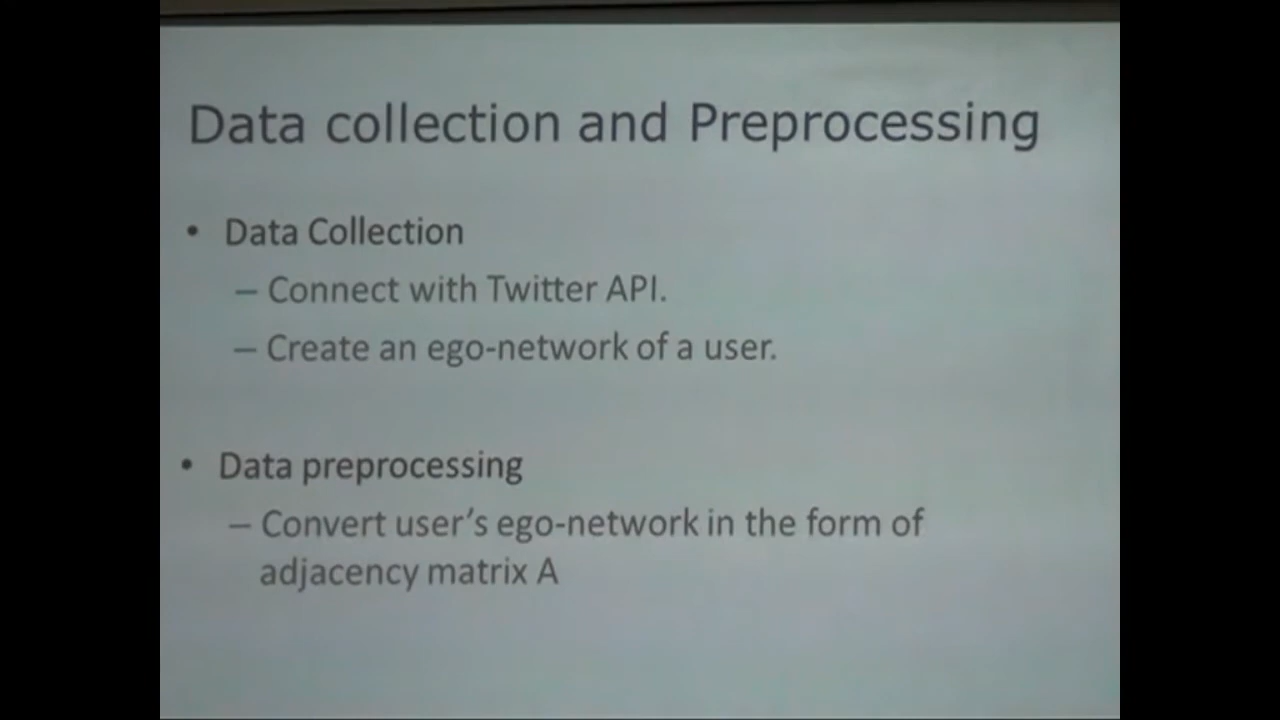 Data collection and Preprocessing
• Data Collection
– Connect with Twitter API.
– Create an ego-network of a user.
• Data preprocessing
– Convert user’s ego-network in the form of
adjacency matrix A